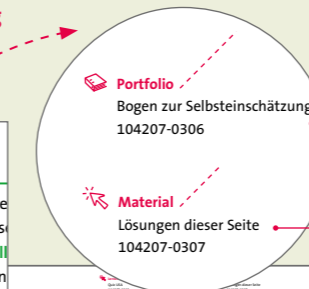 Portfolio
Bogen zur Selbsteinschätzung
104207-0306
Material
Lösungen dieser Seite
104207-0307